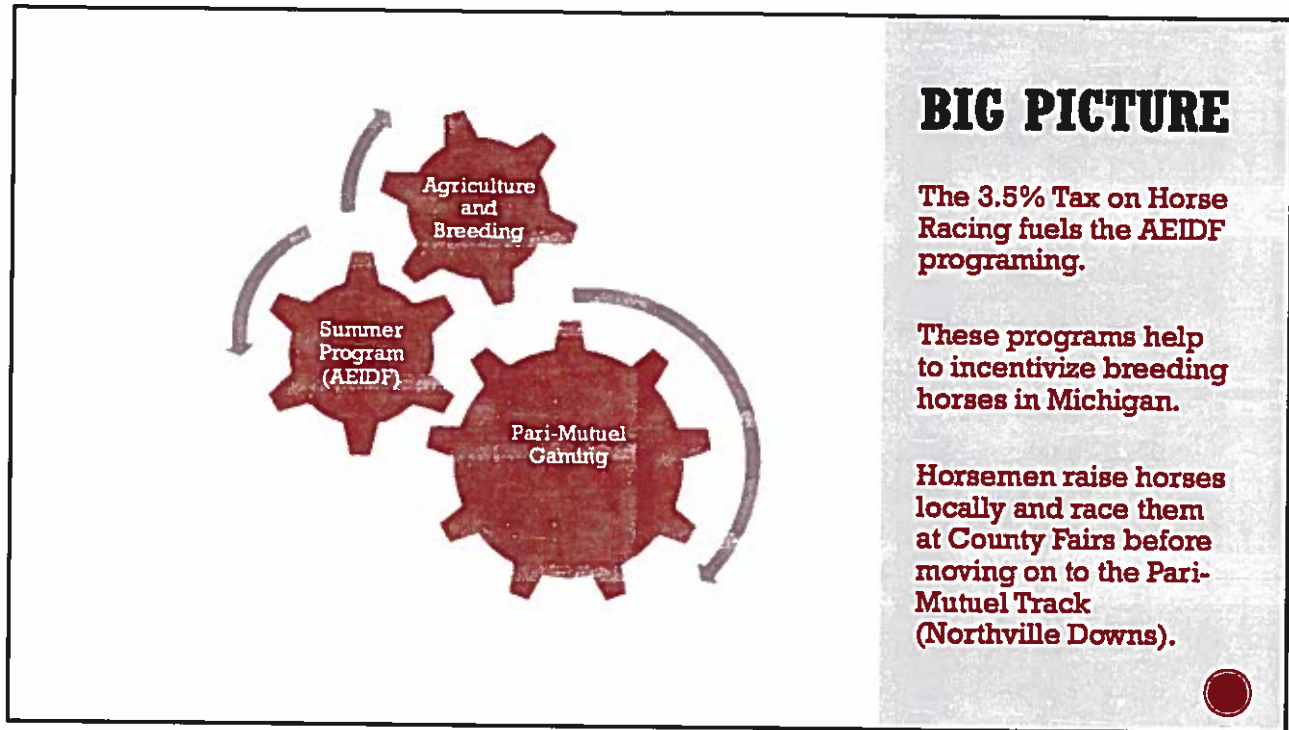 Agriculture
and
Breeding
Summer
Program
(AEIDF)
Pari-Mutuel
Gaming
BIG PICTURE
The 3.5% Tax on Horse
Racing fuels the AEIDF
programing.
These programs help
to incentivize breeding
horses in Michigan.
Horsemen raise horses
locally and race them
at County Fairs before
moving on to the Pari-
Mutuel Track
(Northville Downs).